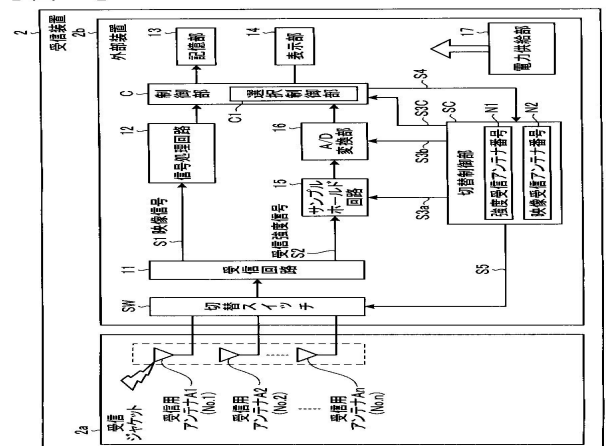 2
受信装置
2b
外部装置
13
記憶部
14
表示部
17
電力供給部
C
制御部
C1
選択制御部
S4
12
信号処理回路
16
A/D
変換部
S3C
S3b
SC
切替制御部
N1
強度受信アンテナ番号
N2
映像受信アンテナ番号
15
サンプル
ホールド
回路
S3a
S1 映像信号
受信強度信号
S2
11
受信回路
S5
SW
切替スイッチ
2a
受信
ジャケット
受信用
アンテナA1
(No.1)
受信用
アンテナA2
(No.2)
受信用
アンテナAn
(No.n)